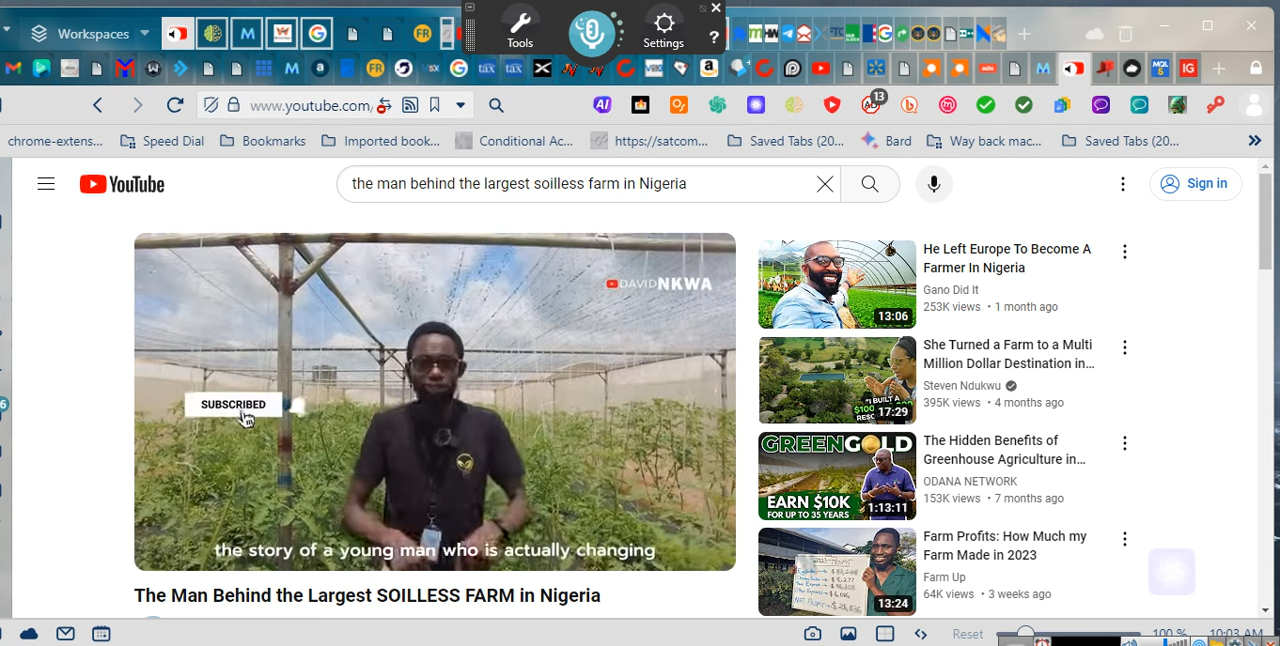 Workspaces
FR
Tools
Settings
?
www.youtube.com/
AI
13
chrome-extens...
Speed Dial
Bookmarks
Imported book...
Conditional Ac...
https://satcom...
Saved Tabs (20...
Bard
Way back mac...
Saved Tabs (20...
YouTube
the man behind the largest soilless farm in Nigeria
Sign in
DAVIDNKWA
SUBSCRIBED
the story of a young man who is actually changing
The Man Behind the Largest SOILLESS FARM in Nigeria
13:06
He Left Europe To Become A
Farmer In Nigeria
Gano Did It
253K views • 1 month ago
17:29
She Turned a Farm to a Multi
Million Dollar Destination in...
Steven Ndukwu
395K views • 4 months ago
GREENGOLD
EARN $10K
FOR UP TO 35 YEARS
1:13:11
The Hidden Benefits of
Greenhouse Agriculture in...
ODANA NETWORK
153K views • 7 months ago
13:24
Farm Profits: How Much my
Farm Made in 2023
Farm Up
64K views • 3 weeks ago
Reset
100 %
10:03 AM